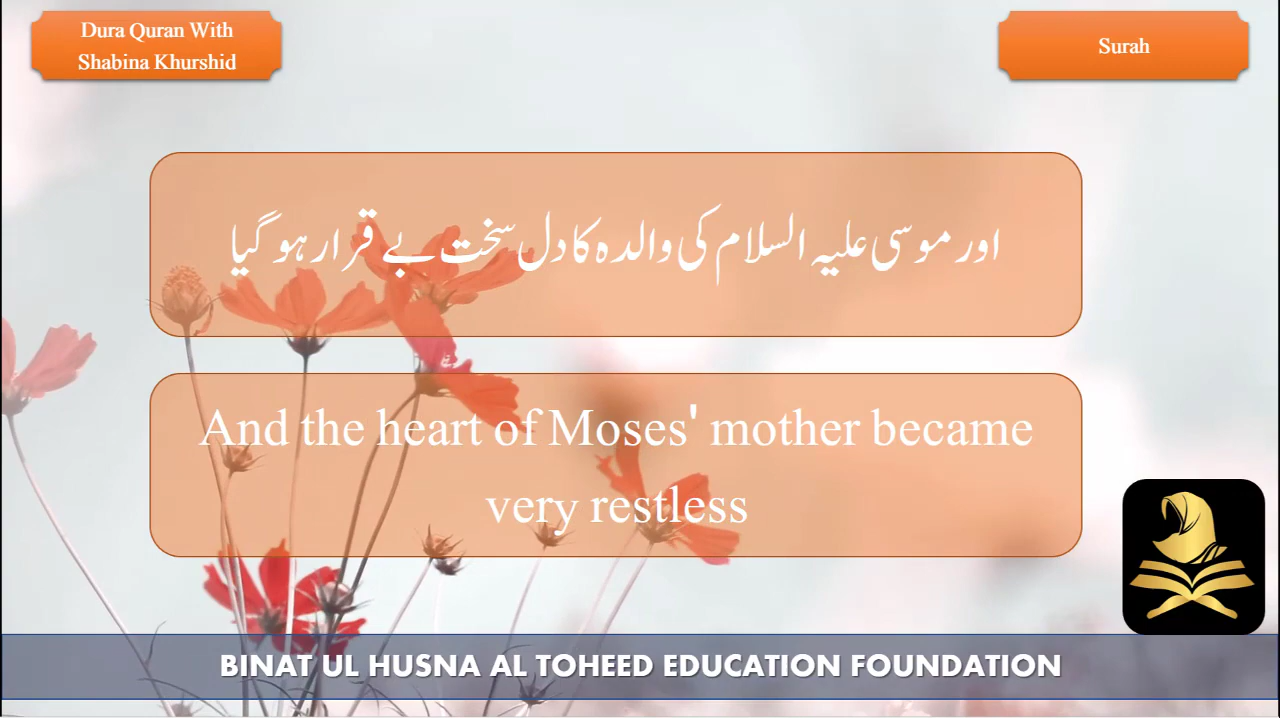 Dura Quran With
Shabina Khurshid
Surah
اور موسی علیہ السلام کی والدہ کا دل سخت بے قرار ہو گیا
And the heart of Moses' mother became
very restless
BINAT UL HUSNA AL TOHEED EDUCATION FOUNDATION